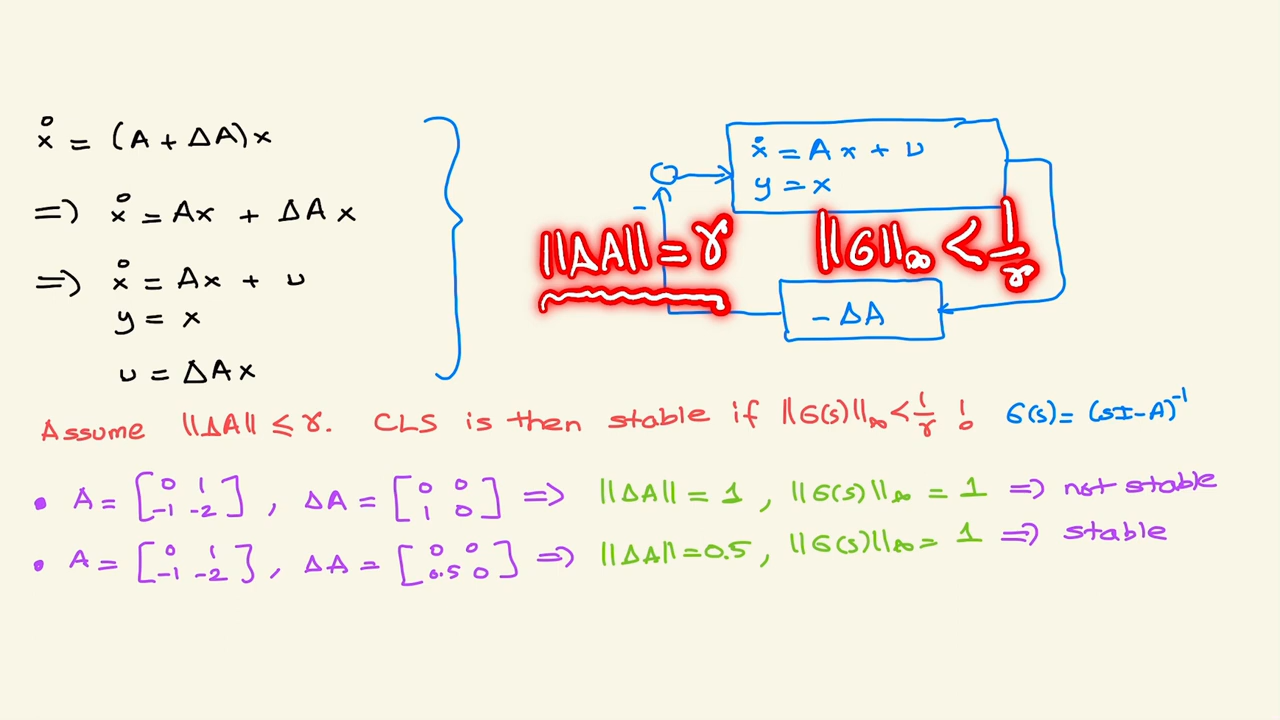 ẋ = (A + ΔA)x
=> ẋ = Ax + ΔA x
=> ẋ = Ax + u
y = x
u = ΔAx
ẋ = Ax + u
y = x
-
||ΔA|| = γ
||G||∞ < 1/γ
- ΔA
Assume ||ΔA|| ≤ γ. CLS is then stable if ||G(s)||∞ < 1/γ ! G(s) = (sI-A)⁻¹
• A = [0 1; -1 -2], ΔA = [0 0; 1 0] => ||ΔA|| = 1, ||G(s)||∞ = 1 => not stable
• A = [0 1; -1 -2], ΔA = [0 0; 0.5 0] => ||ΔA|| = 0.5, ||G(s)||∞ = 1 => stable